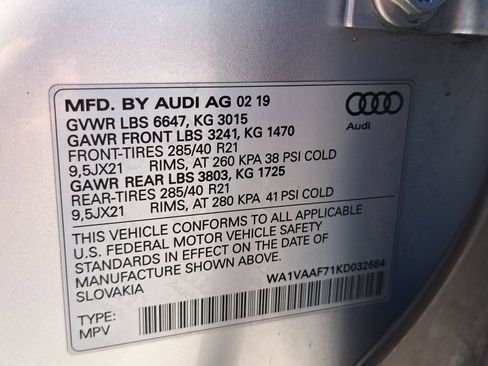 MFD. BY AUDI AG 02 19
GVWR LBS 6647, KG 3015
GAWR FRONT LBS 3241, KG 1470
FRONT-TIRES 285/40 R21
9,5JX21 RIMS, AT 260 KPA 38 PSI COLD
GAWR REAR LBS 3803, KG 1725
REAR-TIRES 285/40 R21
9,5JX21 RIMS, AT 280 KPA 41 PSI COLD
Audi
THIS VEHICLE CONFORMS TO ALL APPLICABLE
U.S. FEDERAL MOTOR VEHICLE SAFETY
STANDARDS IN EFFECT ON THE DATE OF
MANUFACTURE SHOWN ABOVE.
SLOVAKIA
WA1VAAF71KD032684
TYPE:
MPV